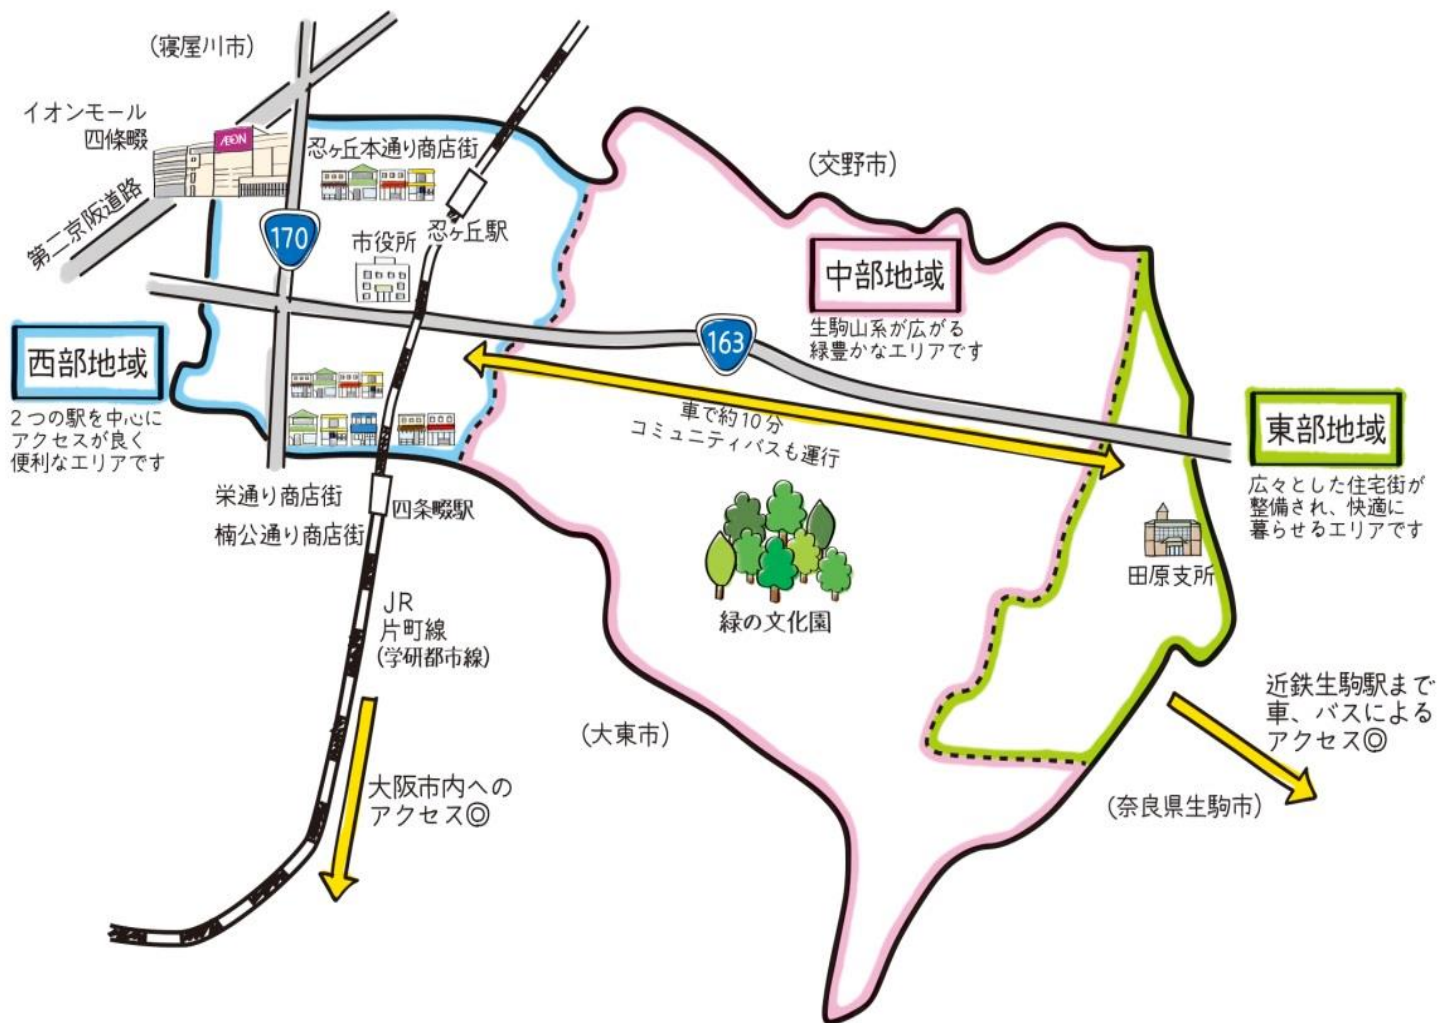 (寝屋川市)
イオンモール
四條畷
ÆON
忍ヶ丘本通り商店街
(交野市)
第二京阪道路
170
市役所
忍ヶ丘駅
中部地域
生駒山系が広がる
緑豊かなエリアです
163
西部地域
2つの駅を中心に
アクセスが良く
便利なエリアです
車で約10分
コミュニティバスも運行
東部地域
広々とした住宅街が
整備され、快適に
暮らせるエリアです
栄通り商店街
楠公通り商店街
四条畷駅
田原支所
緑の文化園
JR
片町線
(学研都市線)
近鉄生駒駅まで
車、バスによる
アクセス◎
(大東市)
大阪市内への
アクセス◎
(奈良県生駒市)